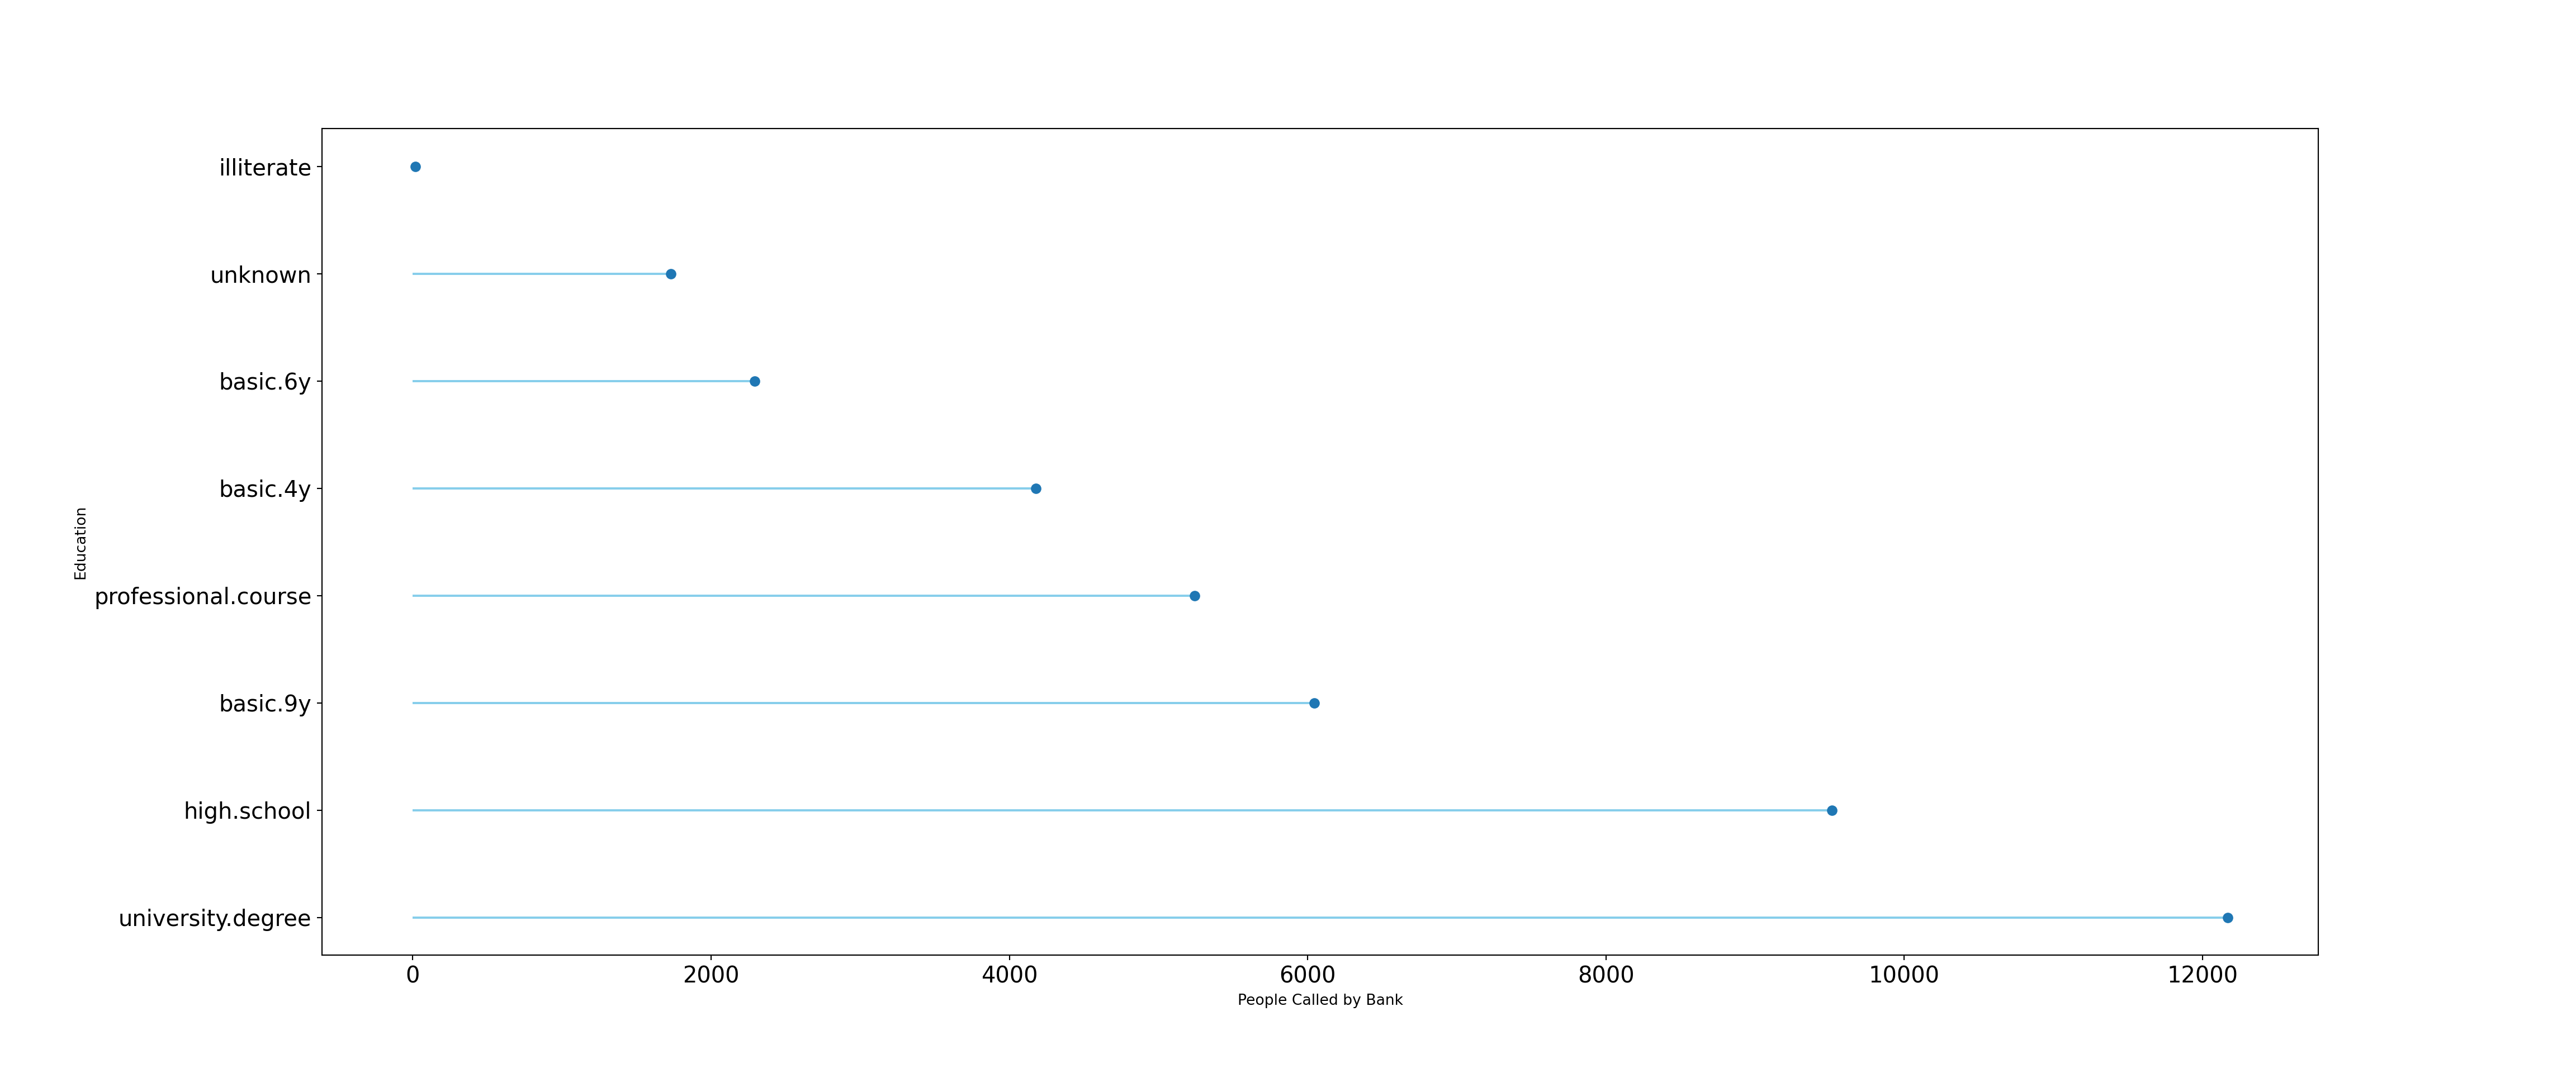 illiterate
unknown
basic.6y
basic.4y
Education
professional.course
basic.9y
high.school
university.degree
0 2000 4000 6000 8000 10000 12000
People Called by Bank